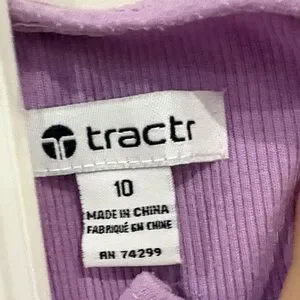 tractr
10
MADE IN CHINA
FABRIQUÉ EN CHINE
RN 74299